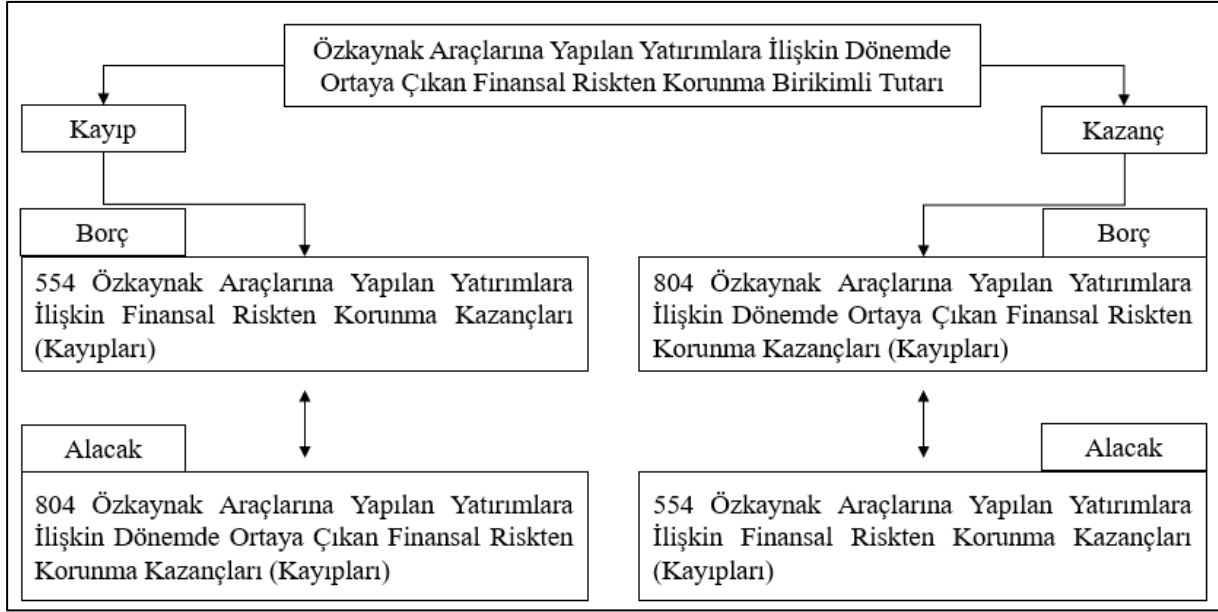 Özkaynak Araçlarına Yapılan Yatırımlara İlişkin Dönemde
Ortaya Çıkan Finansal Riskten Korunma Birikimli Tutarı
Kayıp
Kazanç
Borç
554 Özkaynak Araçlarına Yapılan Yatırımlara
İlişkin Finansal Riskten Korunma Kazançları
(Kayıpları)
Borç
804 Özkaynak Araçlarına Yapılan Yatırımlara
İlişkin Dönemde Ortaya Çıkan Finansal Riskten
Korunma Kazançları (Kayıpları)
Alacak
804 Özkaynak Araçlarına Yapılan Yatırımlara
İlişkin Dönemde Ortaya Çıkan Finansal Riskten
Korunma Kazançları (Kayıpları)
Alacak
554 Özkaynak Araçlarına Yapılan Yatırımlara
İlişkin Finansal Riskten Korunma Kazançları
(Kayıpları)